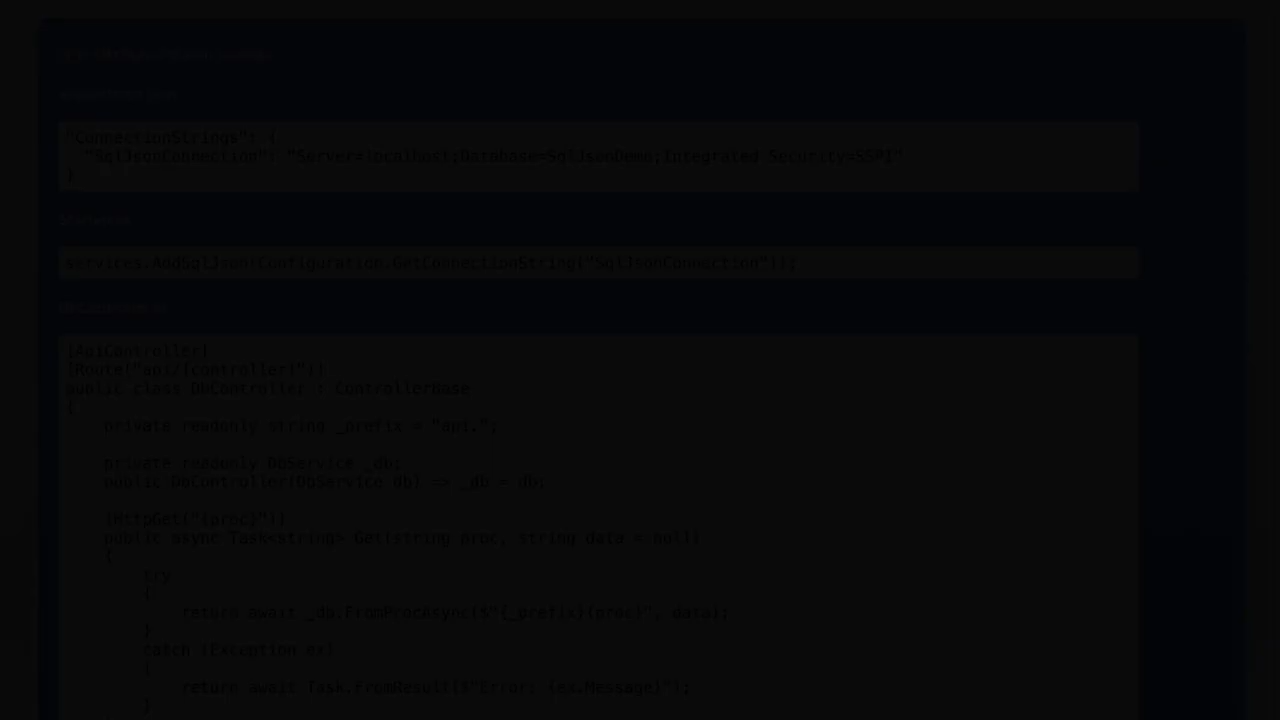 "ConnectionStrings": {
  "SqlJsonConnection": "Server=localhost;Database=SqlJsonDemo;Integrated Security=SSPI"
}
services.AddSqlJson(Configuration.GetConnectionString("SqlJsonConnection"));
[ApiController]
[Route("api/[controller]")]
public class DbController : ControllerBase
{
    private readonly string _prefix = "api.";
    private readonly DbService _db;
    public DbController(DbService db) => _db = db;
    [HttpGet("{proc}")]
    public async Task<string> Get(string proc, string data = null)
    {
        try
        {
            return await _db.FromProcAsync($"{_prefix}{proc}", data);
        }
        catch (Exception ex)
        {
            return await Task.FromResult($"Error: {ex.Message}");
        }